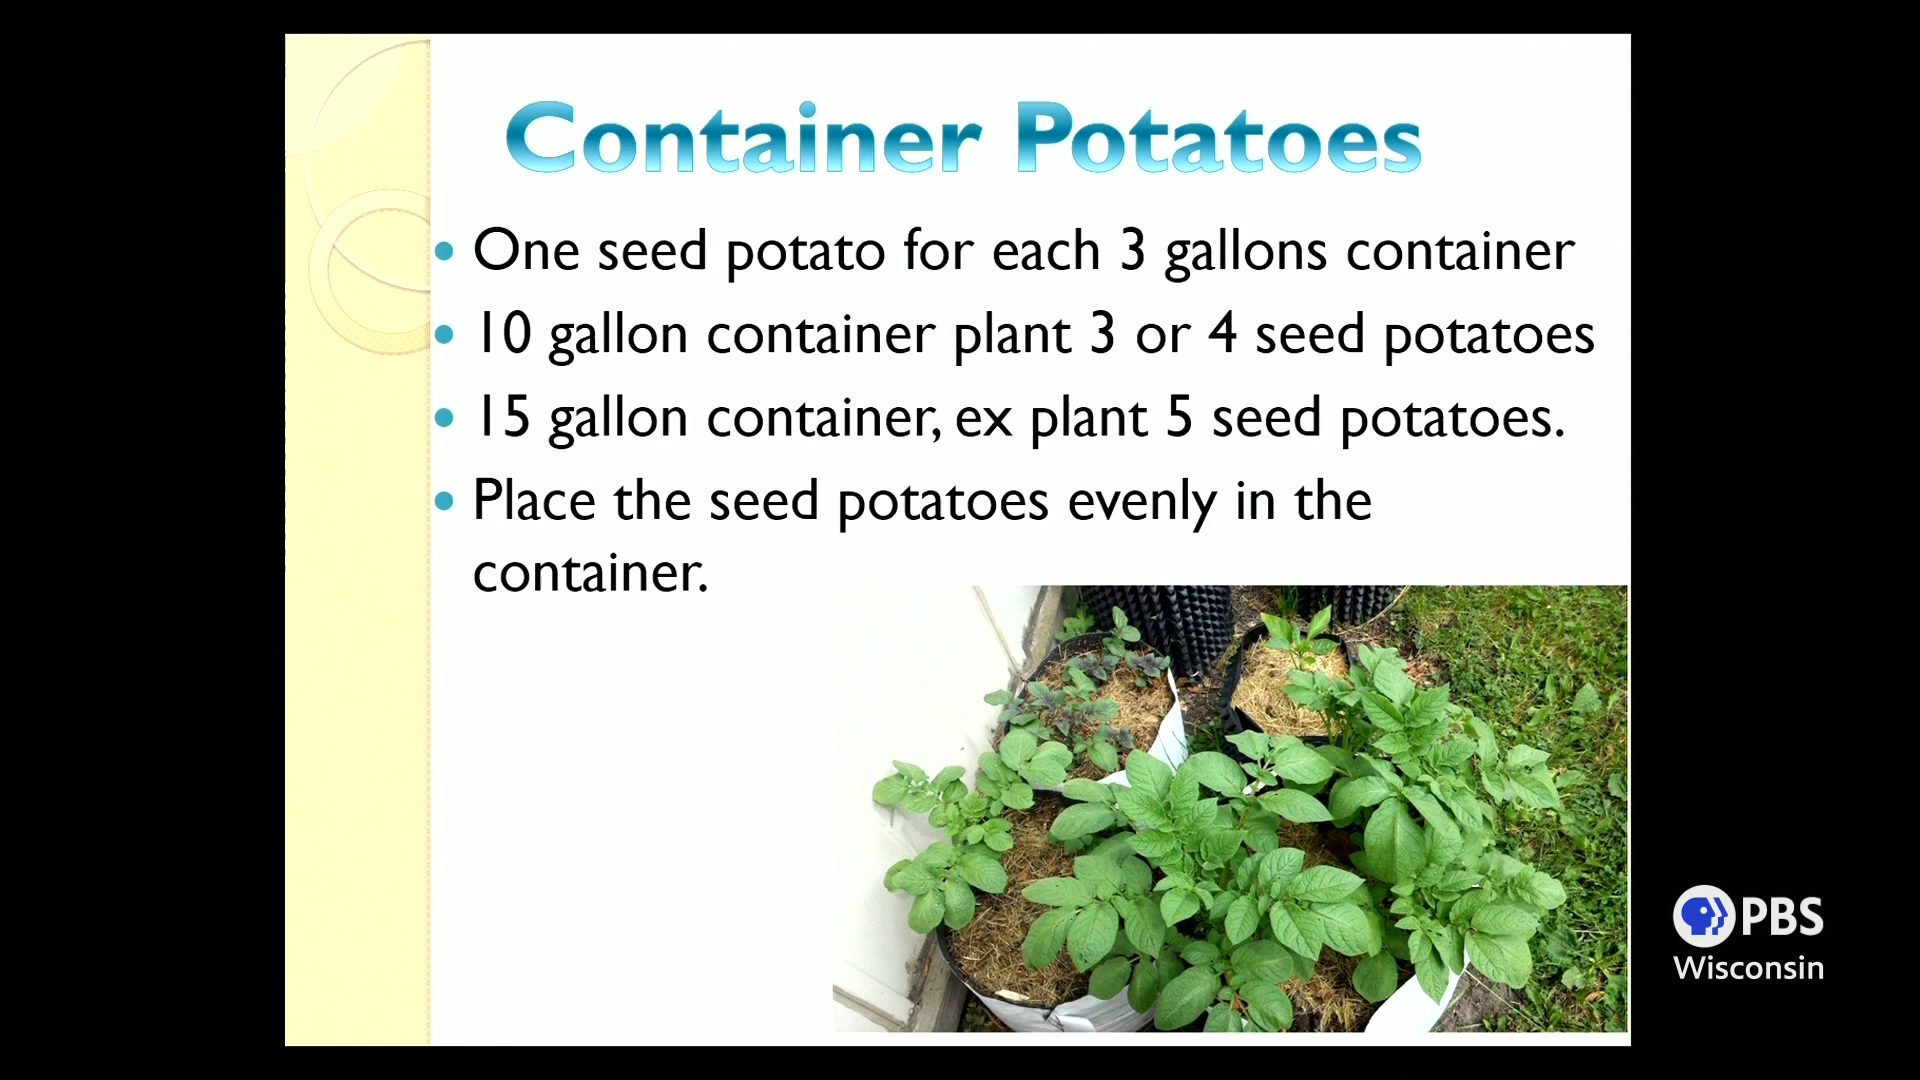 Container Potatoes
One seed potato for each 3 gallons container
10 gallon container plant 3 or 4 seed potatoes
15 gallon container, ex plant 5 seed potatoes.
Place the seed potatoes evenly in the
container.
PBS
Wisconsin